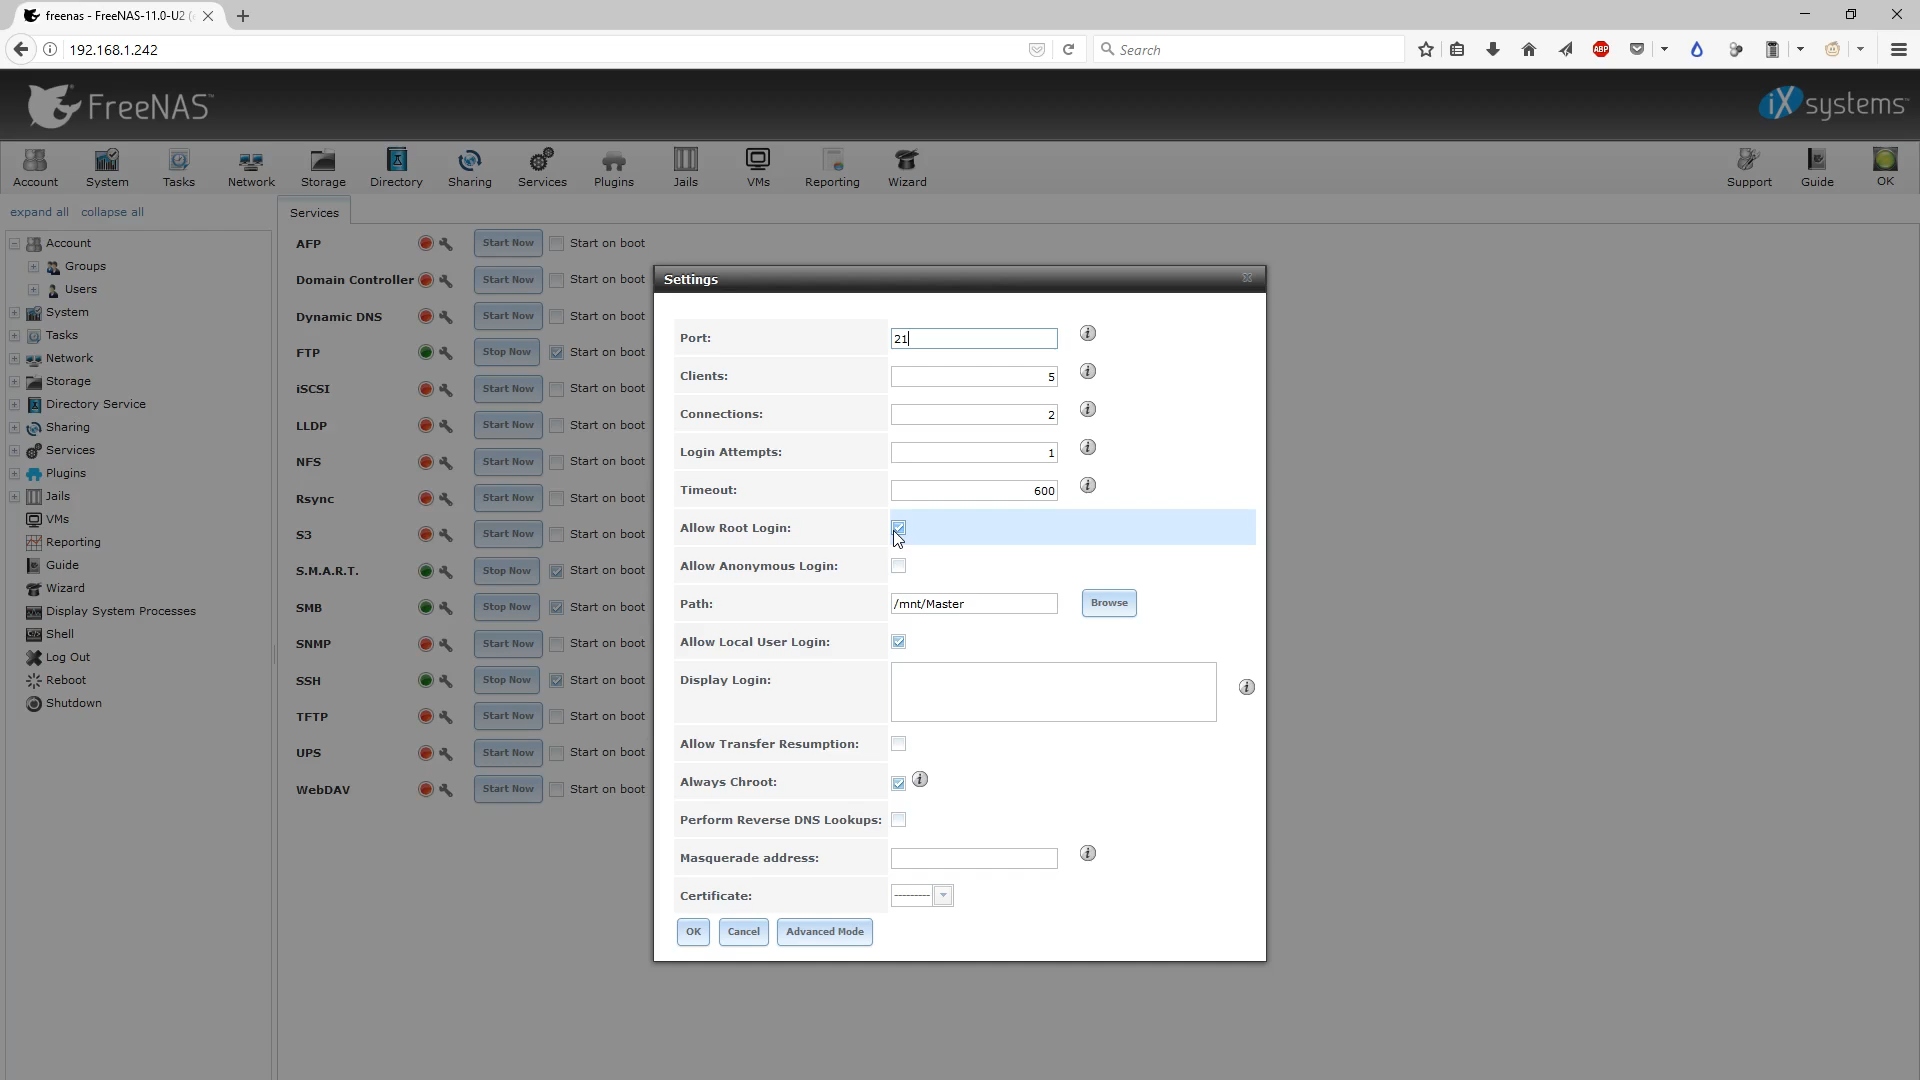 freenas - FreeNAS-11.0-U2 (
192.168.1.242
Search
ABP
FreeNAS™
iXsystems™
Account
System
Tasks
Network
Storage
Directory
Sharing
Services
Plugins
Jails
VMs
Reporting
Wizard
Support
Guide
OK
expand all collapse all
Account
Groups
Users
System
Tasks
Network
Storage
Directory Service
Sharing
Services
Plugins
Jails
VMs
Reporting
Guide
Wizard
Display System Processes
Shell
Log Out
Reboot
Shutdown
Services
AFP Start Now Start on boot
Domain Controller Start Now Start on boot
Dynamic DNS Start Now Start on boot
FTP Stop Now Start on boot
iSCSI Start Now Start on boot
LLDP Start Now Start on boot
NFS Start Now Start on boot
Rsync Start Now Start on boot
S3 Start Now Start on boot
S.M.A.R.T. Stop Now Start on boot
SMB Stop Now Start on boot
SNMP Start Now Start on boot
SSH Stop Now Start on boot
TFTP Start Now Start on boot
UPS Start Now Start on boot
WebDAV Start Now Start on boot
Settings
Port: 21
Clients: 5
Connections: 2
Login Attempts: 1
Timeout: 600
Allow Root Login:
Allow Anonymous Login:
Path: /mnt/Master Browse
Allow Local User Login:
Display Login:
Allow Transfer Resumption:
Always Chroot:
Perform Reverse DNS Lookups:
Masquerade address:
Certificate: ---------
OK Cancel Advanced Mode